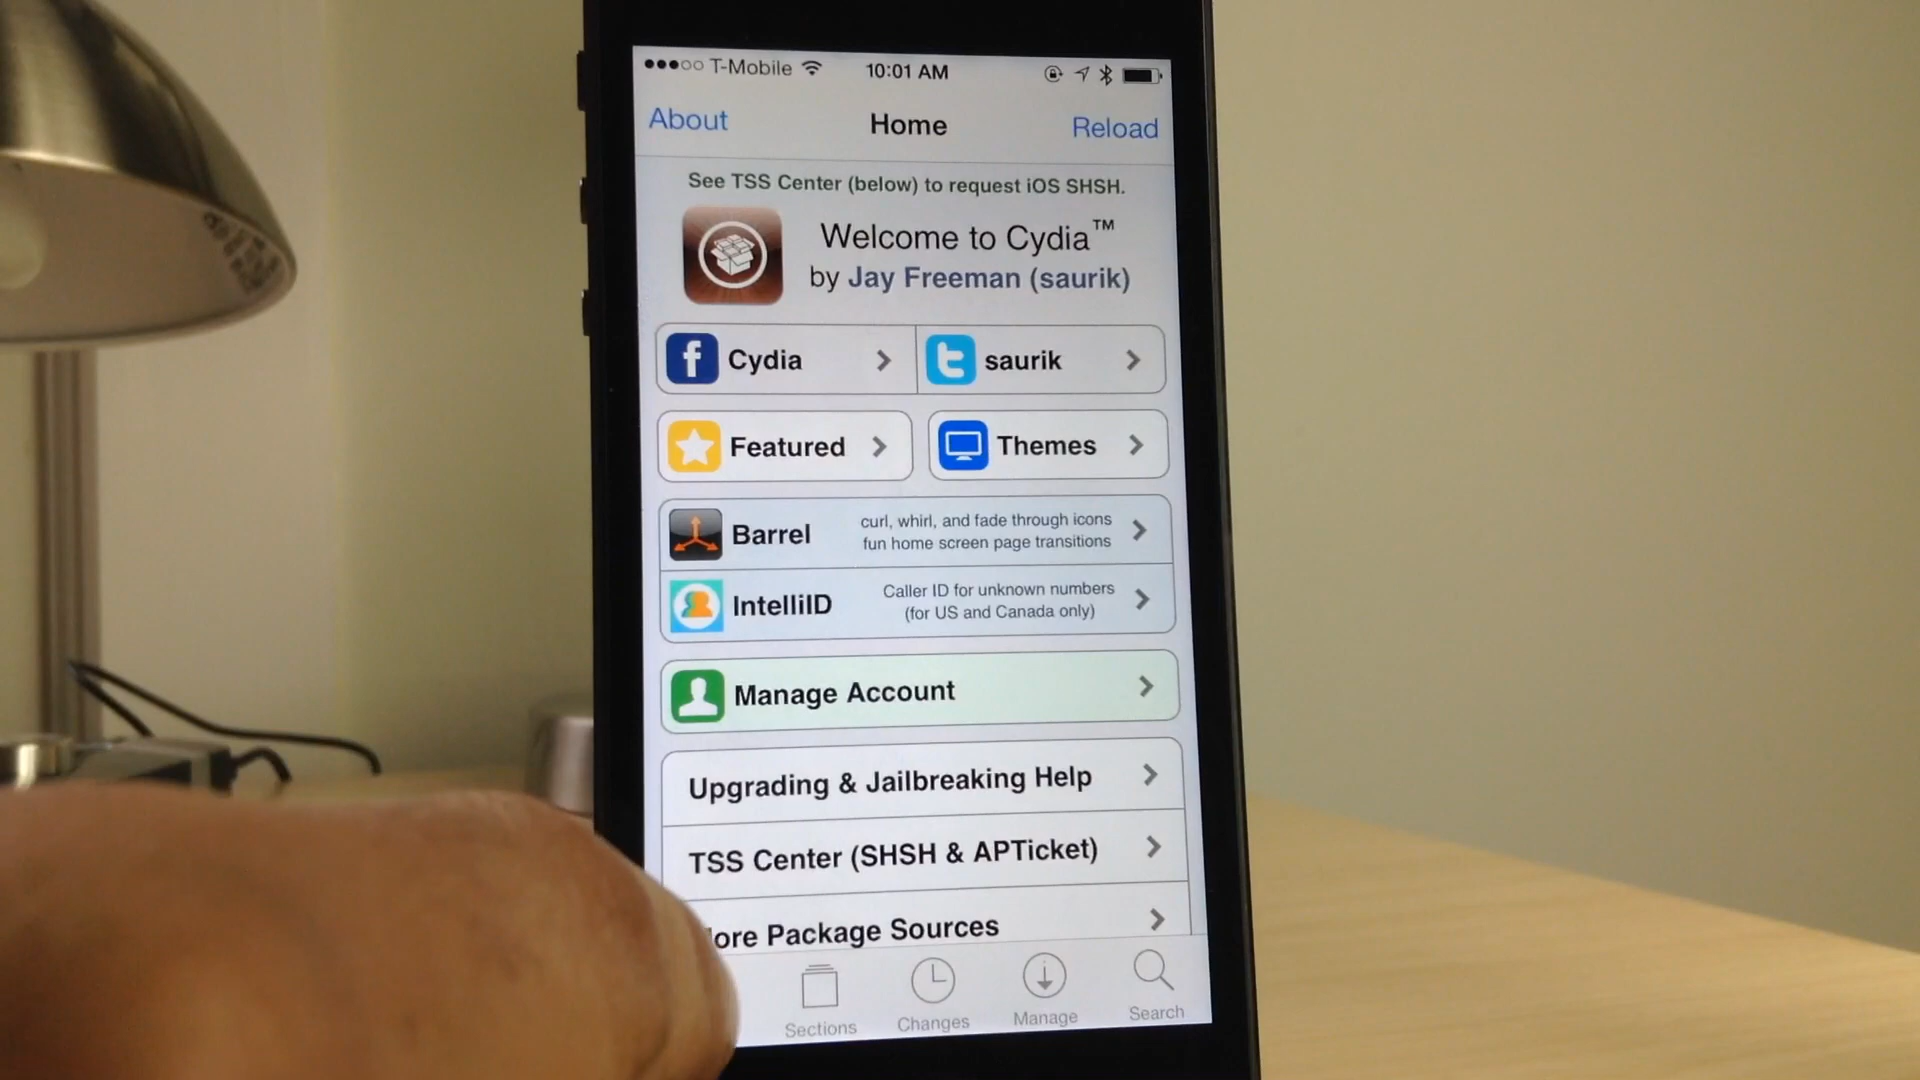 T-Mobile 10:01 AM
About Home Reload
See TSS Center (below) to request iOS SHSH.
Welcome to Cydia™
by Jay Freeman (saurik)
Cydia
saurik
Featured
Themes
Barrel
curl, whirl, and fade through icons
fun home screen page transitions
IntelliID
Caller ID for unknown numbers
(for US and Canada only)
Manage Account
Upgrading & Jailbreaking Help
TSS Center (SHSH & APTicket)
ore Package Sources
Sections Changes Manage Search